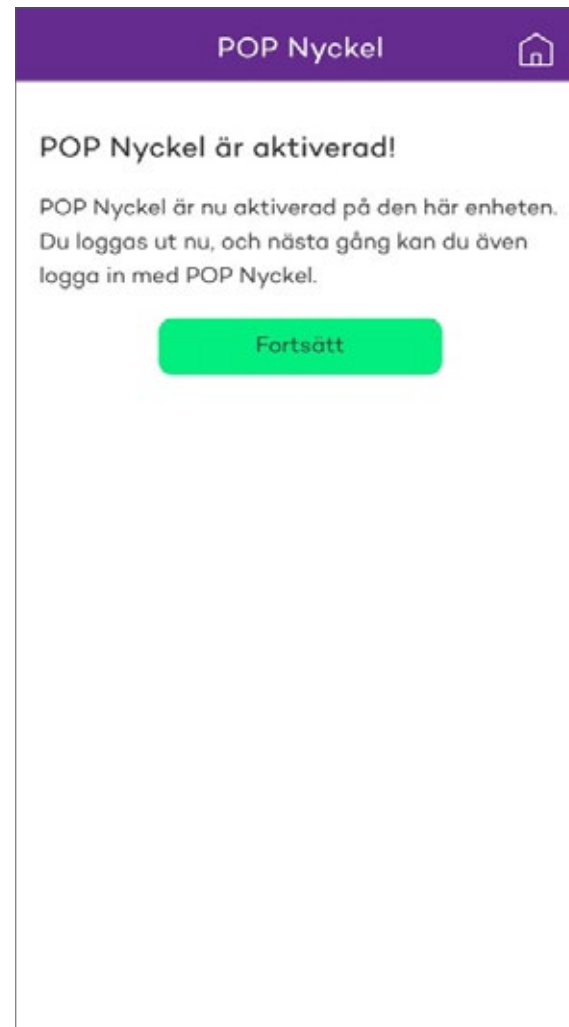 POP Nyckel
POP Nyckel är aktiverad!
POP Nyckel är nu aktiverad på den här enheten.
Du loggas ut nu, och nästa gång kan du även
logga in med POP Nyckel.
Fortsätt